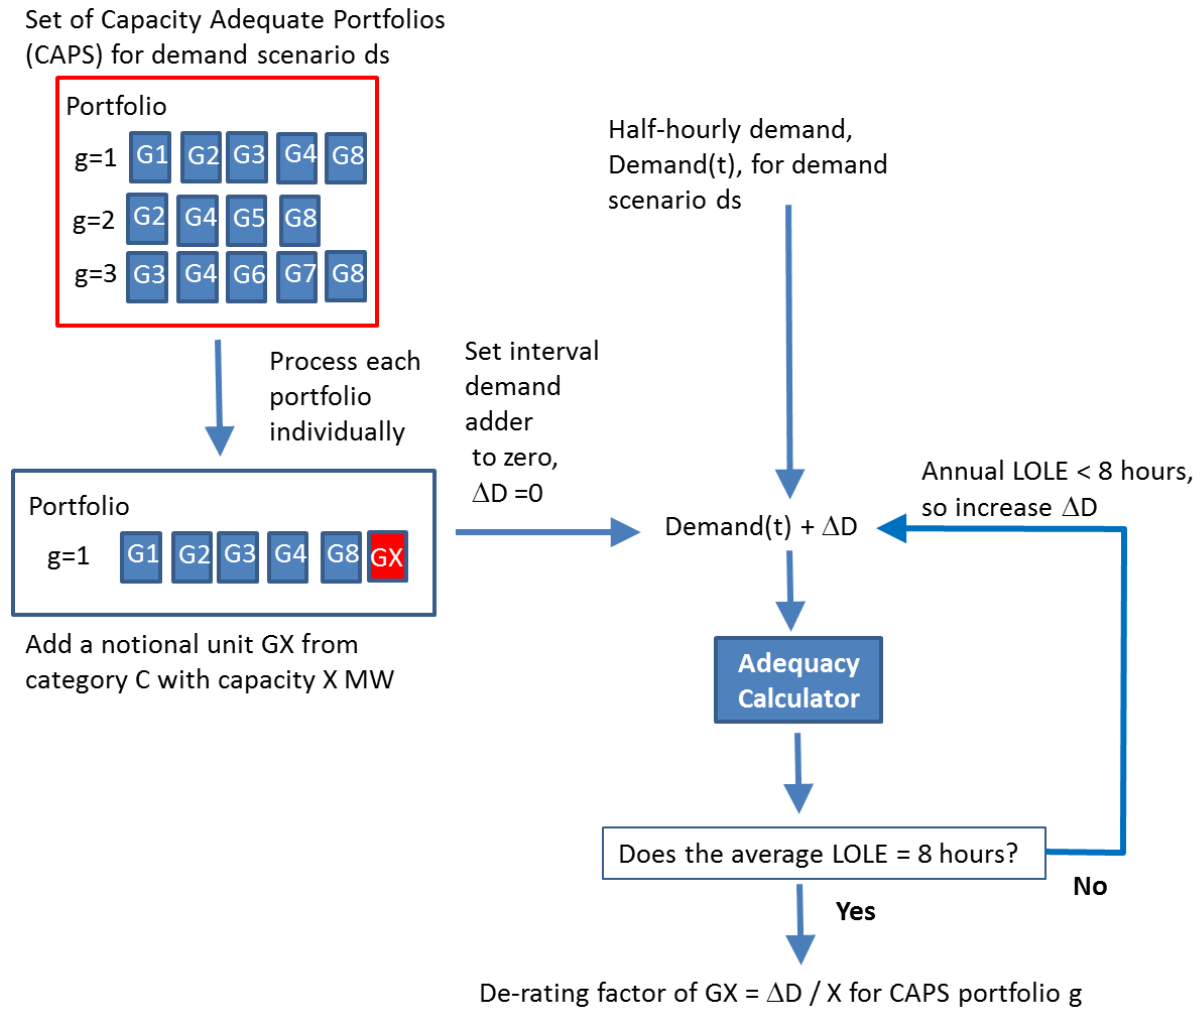 Set of Capacity Adequate Portfolios
(CAPS) for demand scenario ds
Portfolio
g=1 G1 G2 G3 G4 G8
g=2 G2 G4 G5 G8
g=3 G3 G4 G6 G7 G8
Process each
portfolio
individually
Portfolio
g=1 G1 G2 G3 G4 G8 GX
Add a notional unit GX from
category C with capacity X MW
Set interval
demand
adder
to zero,
ΔD =0
Half-hourly demand,
Demand(t), for demand
scenario ds
Demand(t) + ΔD
Annual LOLE < 8 hours,
so increase ΔD
Adequacy
Calculator
Does the average LOLE = 8 hours?
No
Yes
De-rating factor of GX = ΔD / X for CAPS portfolio g